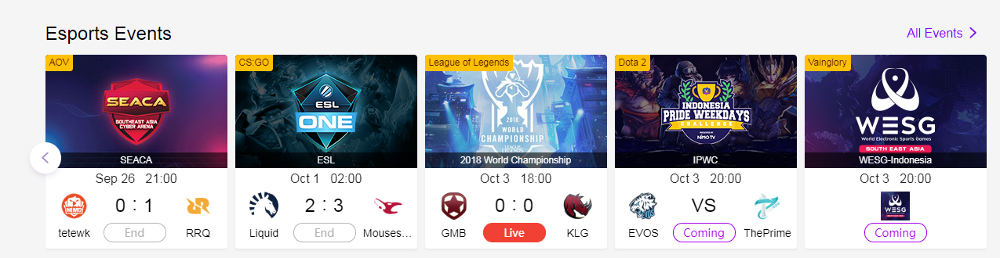 Esports Events
All Events
AOV
SEACA
SOUTHEAST ASIA
CYBER ARENA
SEACA
Sep 26 21:00
NIMO
0 : 1
tetewk
End
RRQ
CS:GO
ESL
ONE
ESL
Oct 1 02:00
2 : 3
Liquid
End
Mouses...
League of Legends
2018
WORLD
CHAMPIONSHIP
LEAGUE OF
LEGENDS
2018 World Championship
Oct 3 18:00
0 : 0
GMB
Live
KLG
Dota 2
INDONESIA
PRIDE WEEKDAYS
CHALLENGE
NIMO TV
IPWC
Oct 3 20:00
EVOS
VS
EVOS
Coming
ThePrime
Vainglory
WESG
World Electronic Sports Games
SOUTH EAST ASIA
WESG-Indonesia
Oct 3 20:00
WESG
Coming